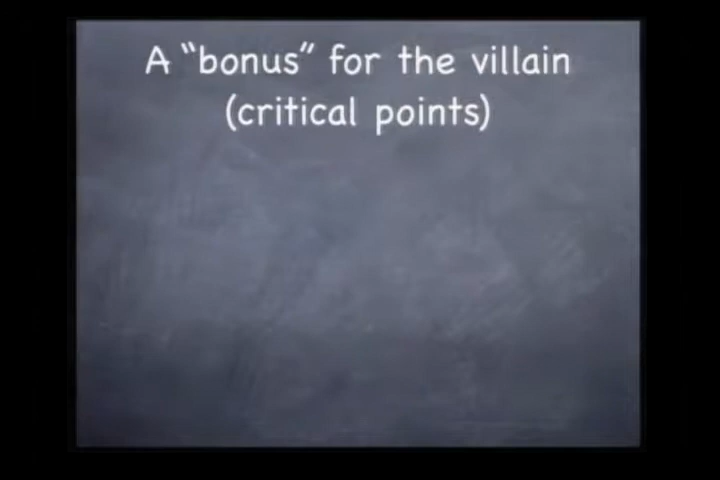 A “bonus” for the villain
(critical points)